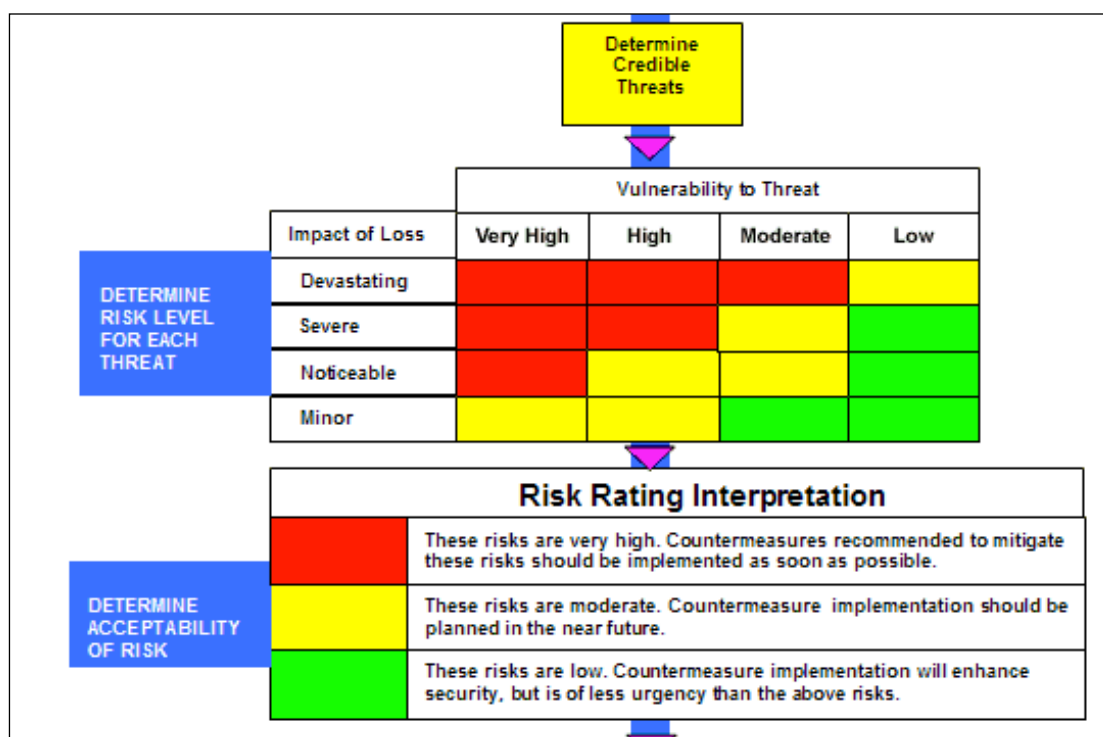 Determine
Credible
Threats
Vulnerability to Threat
Impact of Loss
Very High
High
Moderate
Low
DETERMINE
RISK LEVEL
FOR EACH
THREAT
Devastating
Severe
Noticeable
Minor
Risk Rating Interpretation
These risks are very high. Countermeasures recommended to mitigate
these risks should be implemented as soon as possible.
DETERMINE
ACCEPTABILITY
OF RISK
These risks are moderate. Countermeasure implementation should be
planned in the near future.
These risks are low. Countermeasure implementation will enhance
security, but is of less urgency than the above risks.